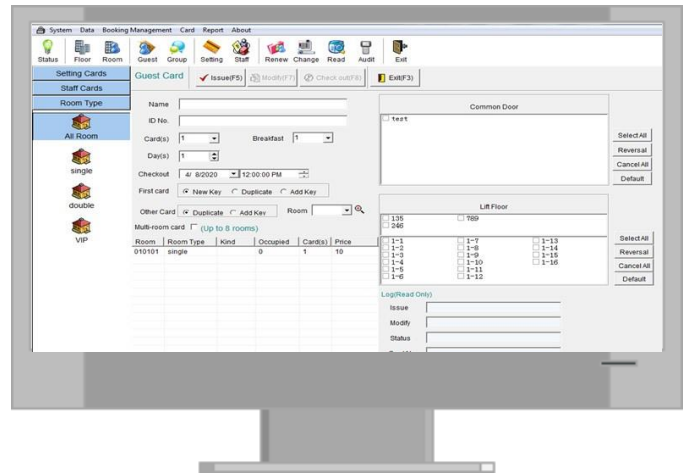 System Data Booking Management Card Report About
Status Floor Room Guest Group Setting Staff Renew Change Read Audit Exit
Setting Cards
Staff Cards
Room Type
All Room
single
double
VIP
Guest Card Issue(F5) Modify(F7) Check out(F8) Exit(F3)
Name
ID No.
Card(s) 1 Breakfast 1
Day(s) 1
Checkout 4/ 8/2020 12:00:00 PM
First card New Key Duplicate Add Key
Other Card Duplicate Add Key Room
Multi-room card (Up to 8 rooms)
Room Room Type Kind Occupied Card(s) Price
010101 single 0 1 10
Common Door
test
Select All
Reversal
Cancel All
Default
Lift Floor
135 789
246
1-1 1-7 1-13
1-2 1-8 1-14
1-3 1-9 1-15
1-4 1-10 1-16
1-5 1-11
1-6 1-12
Select All
Reversal
Cancel All
Default
Log(Read Only)
Issue
Modify
Status